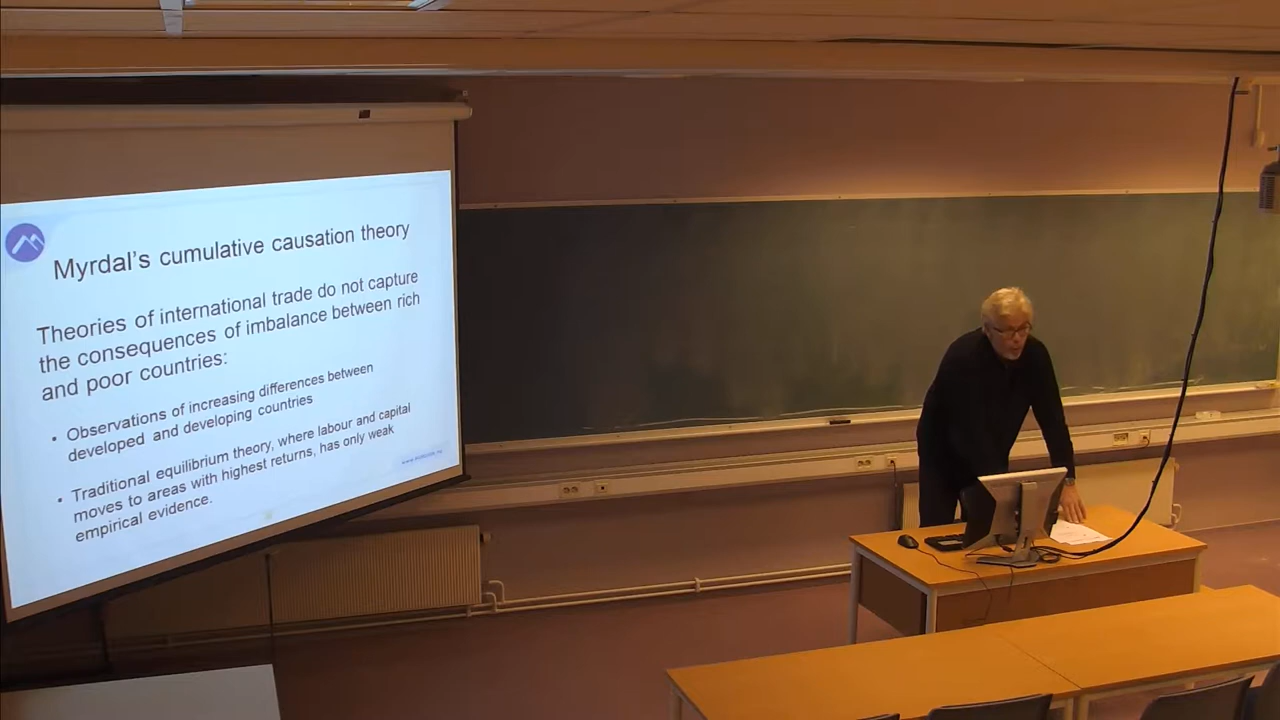 Myrdal's cumulative causation theory
Theories of international trade do not capture
the consequences of imbalance between rich
and poor countries:
• Observations of increasing differences between
developed and developing countries
• Traditional equilibrium theory, where labour and capital
moves to areas with highest returns, has only weak
empirical evidence.